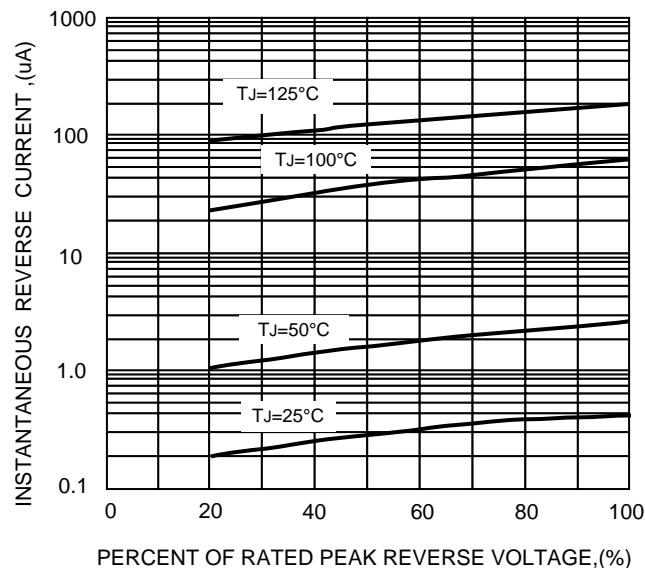 INSTANTANEOUS REVERSE CURRENT ,(uA)
1000
100
10
1.0
0.1
TJ=125°C
TJ=100°C
TJ=50°C
TJ=25°C
0 20 40 60 80 100
PERCENT OF RATED PEAK REVERSE VOLTAGE,(%)